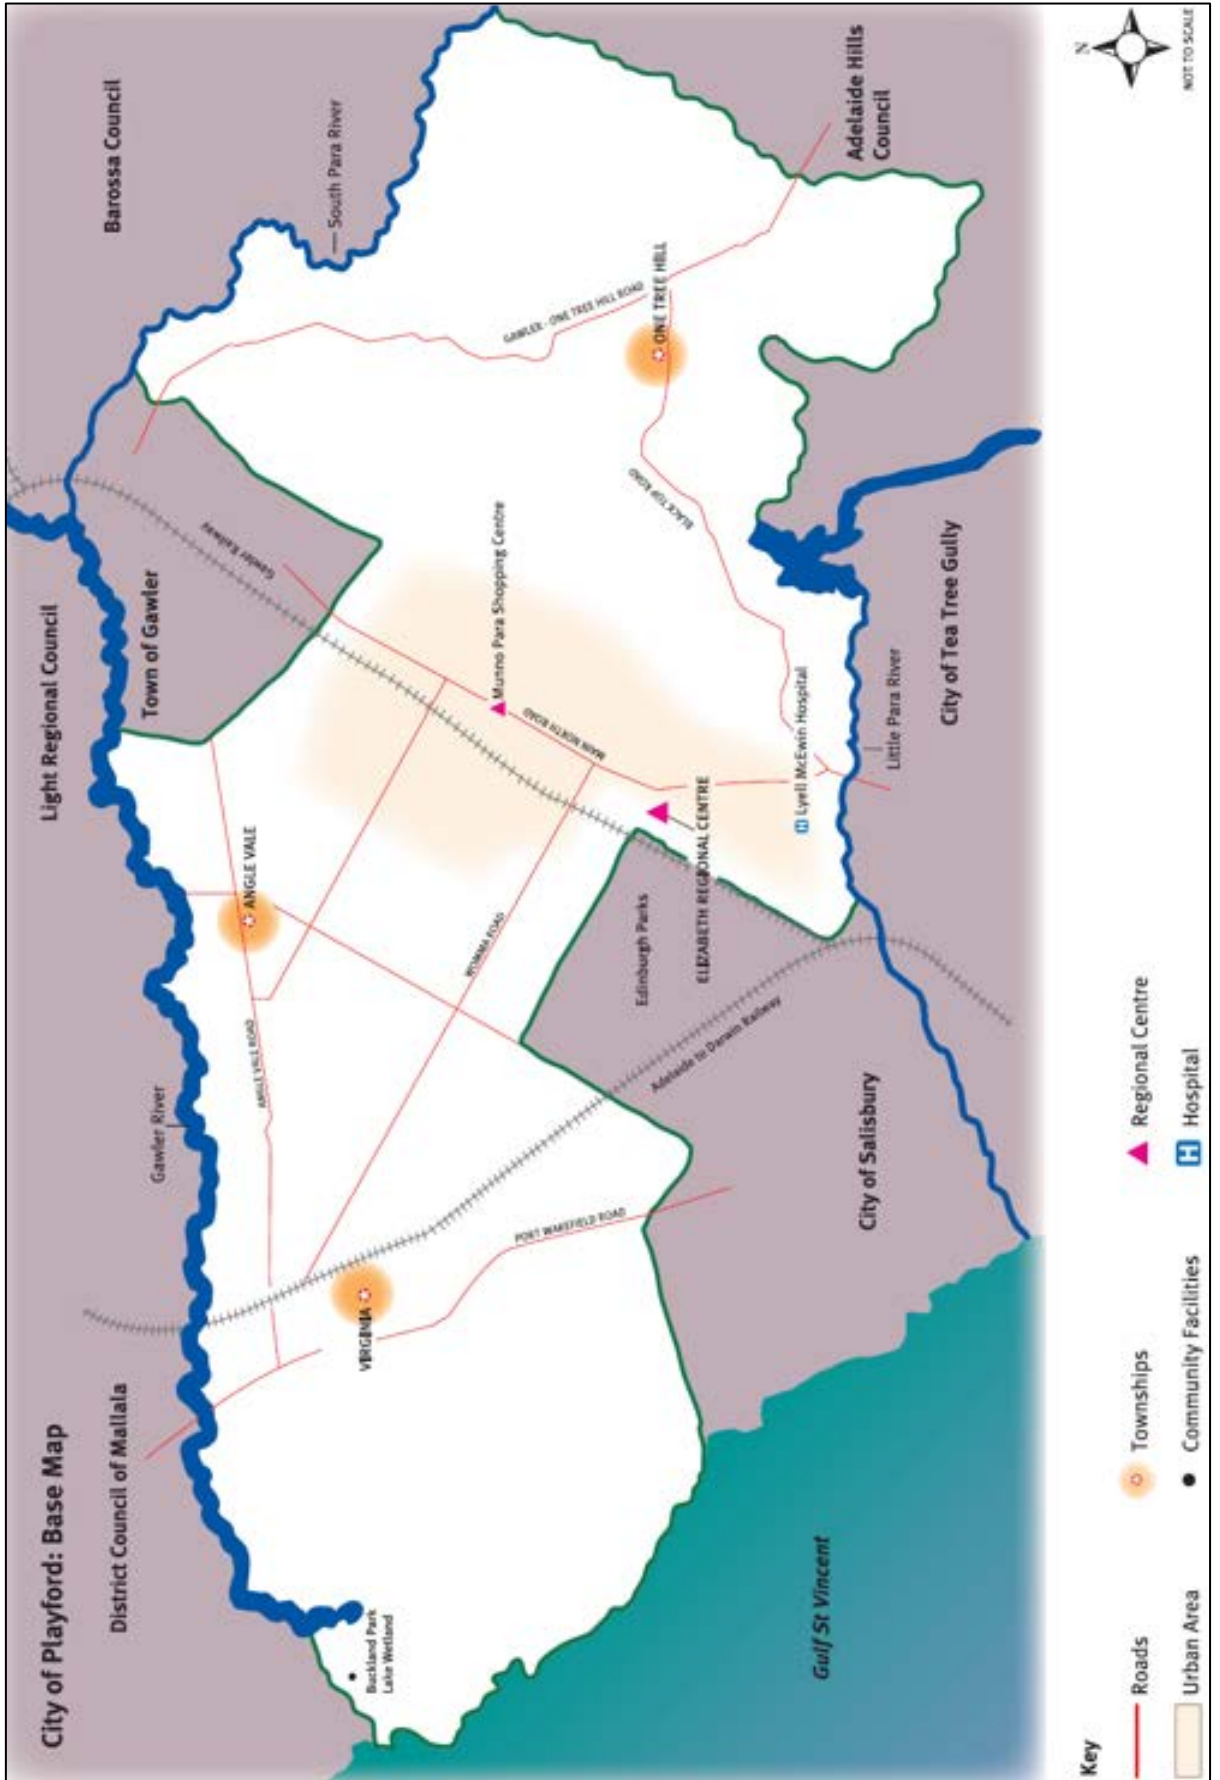 City of Playford: Base Map
District Council of Mallala
Light Regional Council
Barossa Council
Gawler River
Town of Gawler
South Para River
Gawler Railway
ANGLE VALE
ANGLE VALE ROAD
VIRGINIA
Buckland Park
Lake Wetland
PORT WAKEFIELD ROAD
WOMMA ROAD
Munno Para Shopping Centre
MAIN NORTH ROAD
GAWLER - ONE TREE HILL ROAD
ONE TREE HILL
BLACK TOP ROAD
Edinburgh Parks
ELIZABETH REGIONAL CENTRE
Adelaide to Darwin Railway
H Lyell McEwin Hospital
Adelaide Hills
Council
City of Salisbury
Little Para River
City of Tea Tree Gully
Gulf St Vincent
N
NOT TO SCALE
Key
Roads
Townships
Regional Centre
Urban Area
Community Facilities
H Hospital